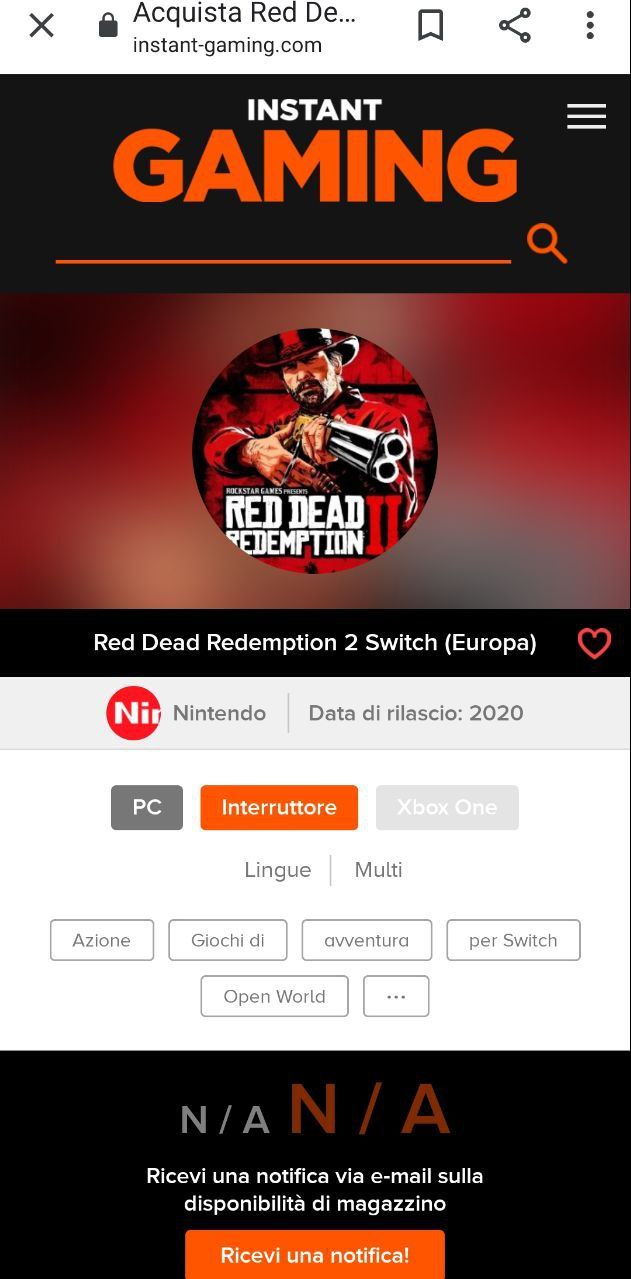 Acquista Red De...
instant-gaming.com
INSTANT
GAMING
ROCKSTAR GAMES PRESENTS
RED DEAD
REDEMPTION II
Red Dead Redemption 2 Switch (Europa)
Nin Nintendo | Data di rilascio: 2020
PC Interruttore Xbox One
Lingue | Multi
Azione Giochi di avventura per Switch
Open World ...
N / A N / A
Ricevi una notifica via e-mail sulla
disponibilità di magazzino
Ricevi una notifica!